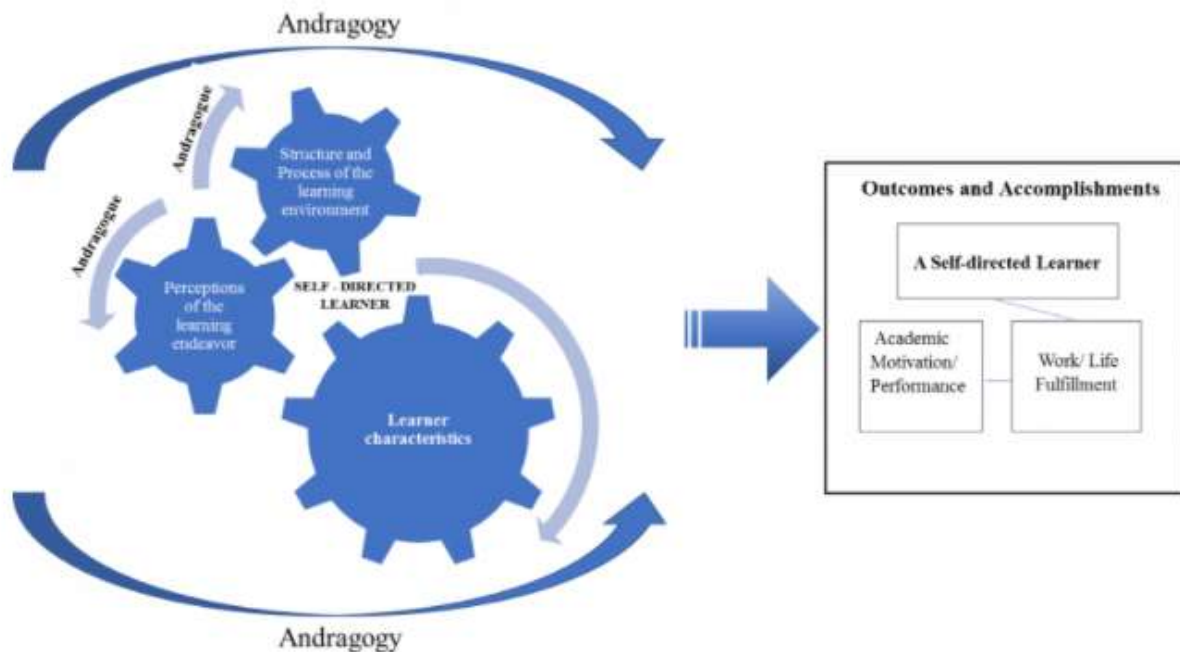 Andragogy
Andragogue
Structure and
Process of the
learning
environment
Andragogue
Perceptions
of the
learning
endeavor
SELF - DIRECTED
LEARNER
Learner
characteristics
Andragogy
Outcomes and Accomplishments
A Self-directed Learner
Academic
Motivation/
Performance
Work/ Life
Fulfillment